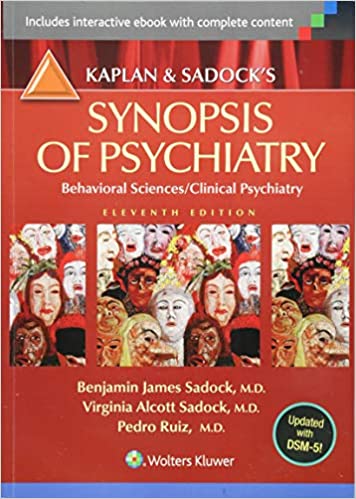 Includes interactive ebook with complete content
KAPLAN & SADOCK'S
SYNOPSIS
OF PSYCHIATRY
Behavioral Sciences/Clinical Psychiatry
ELEVENTH EDITION
Benjamin James Sadock, M.D.
Virginia Alcott Sadock, M.D.
Pedro Ruiz, M.D.
Updated
with
DSM-5!
Wolters Kluwer